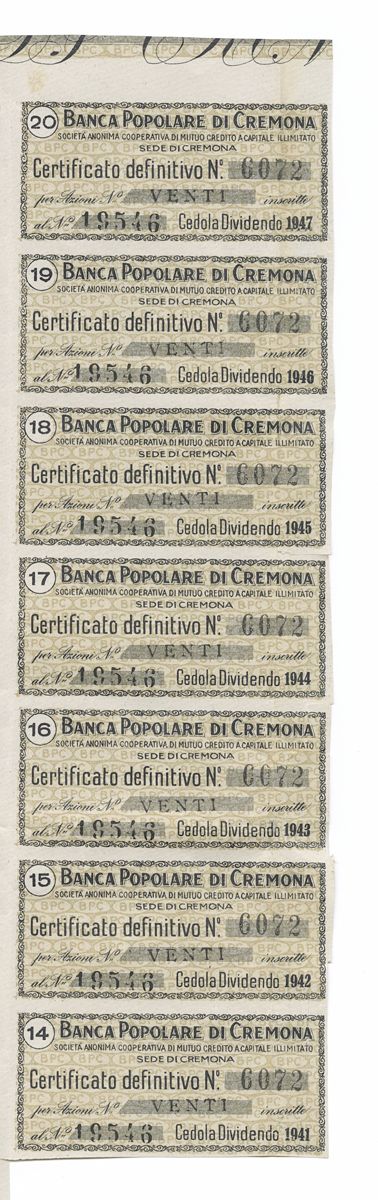 20 BANCA POPOLARE DI CREMONA
SOCIETÀ ANONIMA COOPERATIVA DI MUTUO CREDITO A CAPITALE ILLIMITATO
SEDE DI CREMONA
Certificato definitivo N.º 6072
per Azioni N.º VENTI inscritte
al N.º 19546 Cedola Dividendo 1947
19 BANCA POPOLARE DI CREMONA
SOCIETÀ ANONIMA COOPERATIVA DI MUTUO CREDITO A CAPITALE ILLIMITATO
SEDE DI CREMONA
Certificato definitivo N.º 6072
per Azioni N.º VENTI inscritte
al N.º 19546 Cedola Dividendo 1946
18 BANCA POPOLARE DI CREMONA
SOCIETÀ ANONIMA COOPERATIVA DI MUTUO CREDITO A CAPITALE ILLIMITATO
SEDE DI CREMONA
Certificato definitivo N.º 6072
per Azioni N.º VENTI inscritte
al N.º 19546 Cedola Dividendo 1945
17 BANCA POPOLARE DI CREMONA
SOCIETÀ ANONIMA COOPERATIVA DI MUTUO CREDITO A CAPITALE ILLIMITATO
SEDE DI CREMONA
Certificato definitivo N.º 6072
per Azioni N.º VENTI inscritte
al N.º 19546 Cedola Dividendo 1944
16 BANCA POPOLARE DI CREMONA
SOCIETÀ ANONIMA COOPERATIVA DI MUTUO CREDITO A CAPITALE ILLIMITATO
SEDE DI CREMONA
Certificato definitivo N.º 6072
per Azioni N.º VENTI inscritte
al N.º 19546 Cedola Dividendo 1943
15 BANCA POPOLARE DI CREMONA
SOCIETÀ ANONIMA COOPERATIVA DI MUTUO CREDITO A CAPITALE ILLIMITATO
SEDE DI CREMONA
Certificato definitivo N.º 6072
per Azioni N.º VENTI inscritte
al N.º 19546 Cedola Dividendo 1942
14 BANCA POPOLARE DI CREMONA
SOCIETÀ ANONIMA COOPERATIVA DI MUTUO CREDITO A CAPITALE ILLIMITATO
SEDE DI CREMONA
Certificato definitivo N.º 6072
per Azioni N.º VENTI inscritte
al N.º 19546 Cedola Dividendo 1941